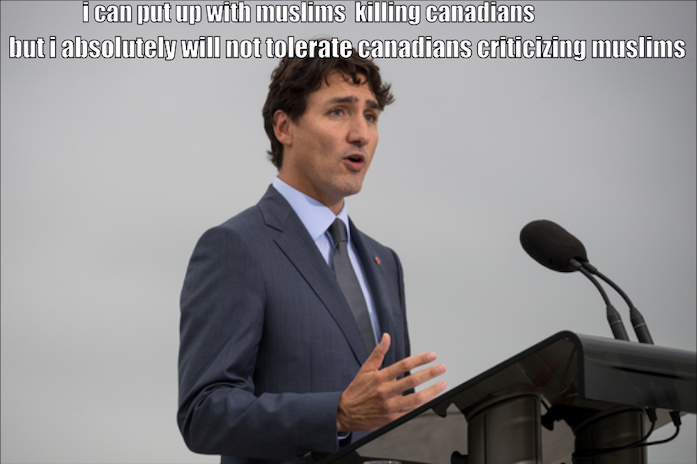 i can put up with muslims killing canadians
but i absolutely will not tolerate canadians criticizing muslims